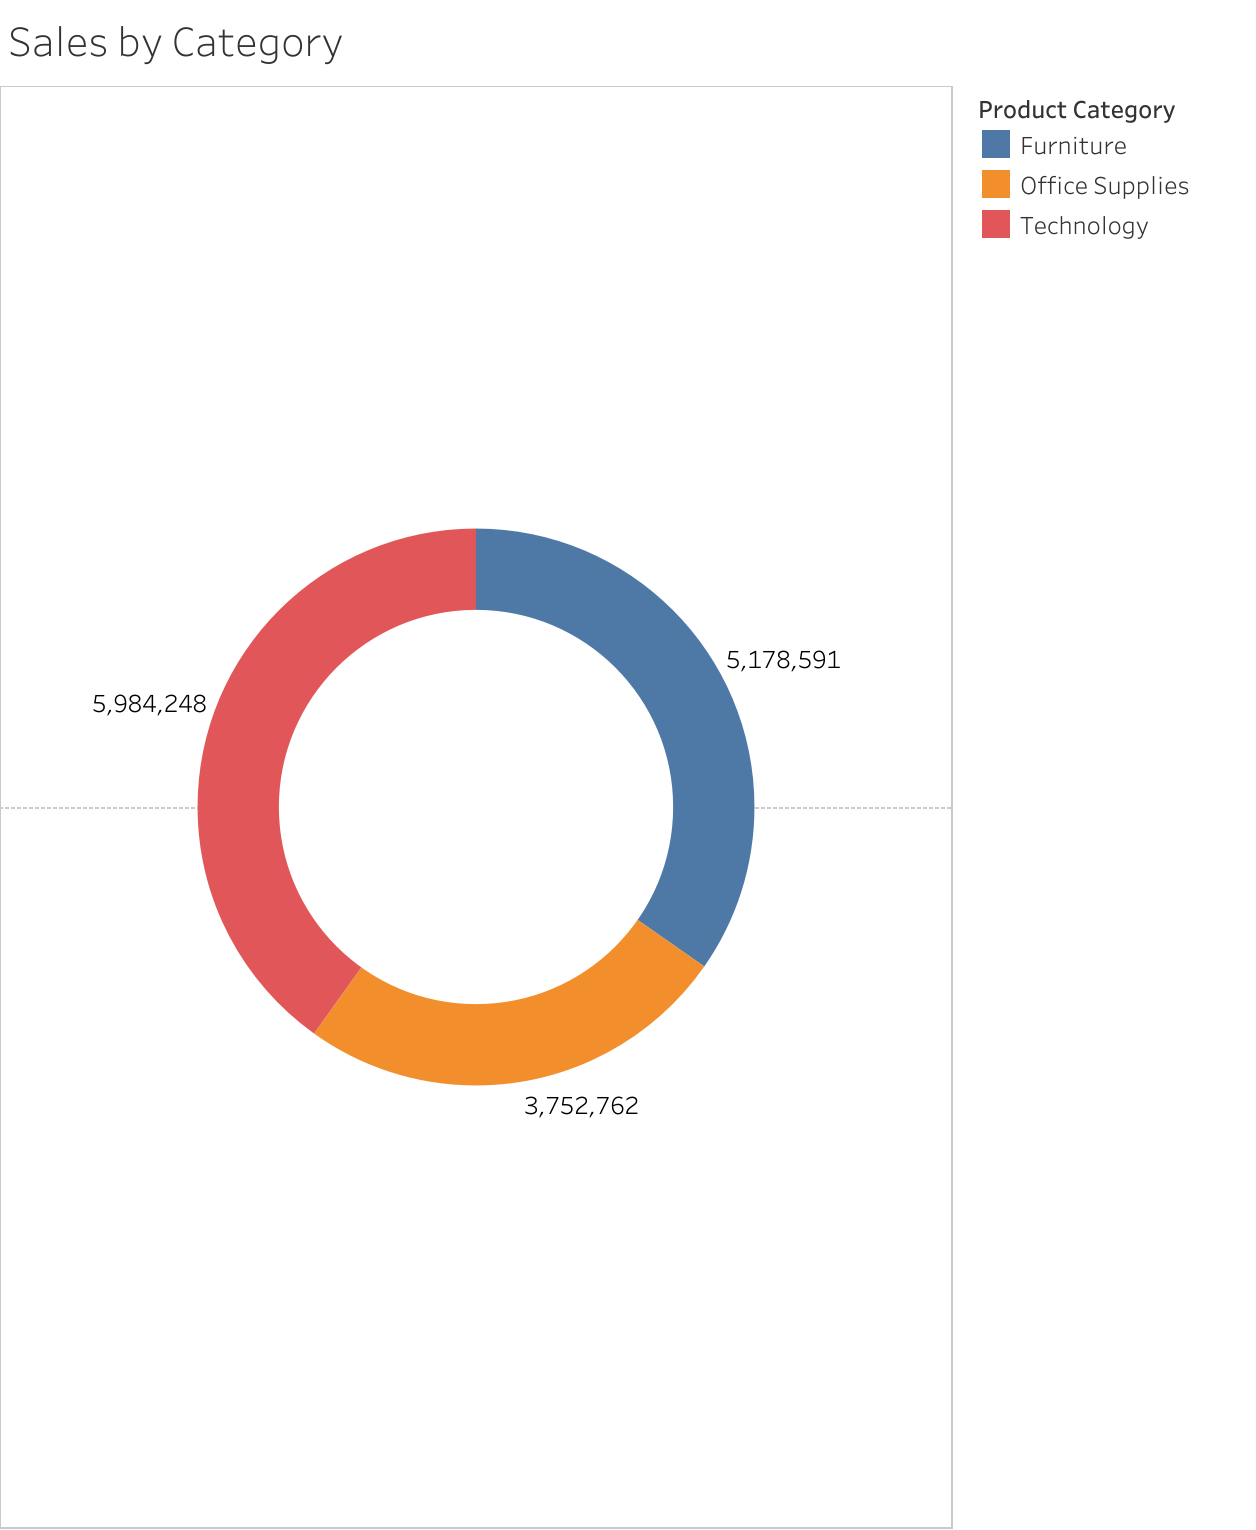 Sales by Category
Product Category
Furniture
Office Supplies
Technology
5,178,591
5,984,248
3,752,762